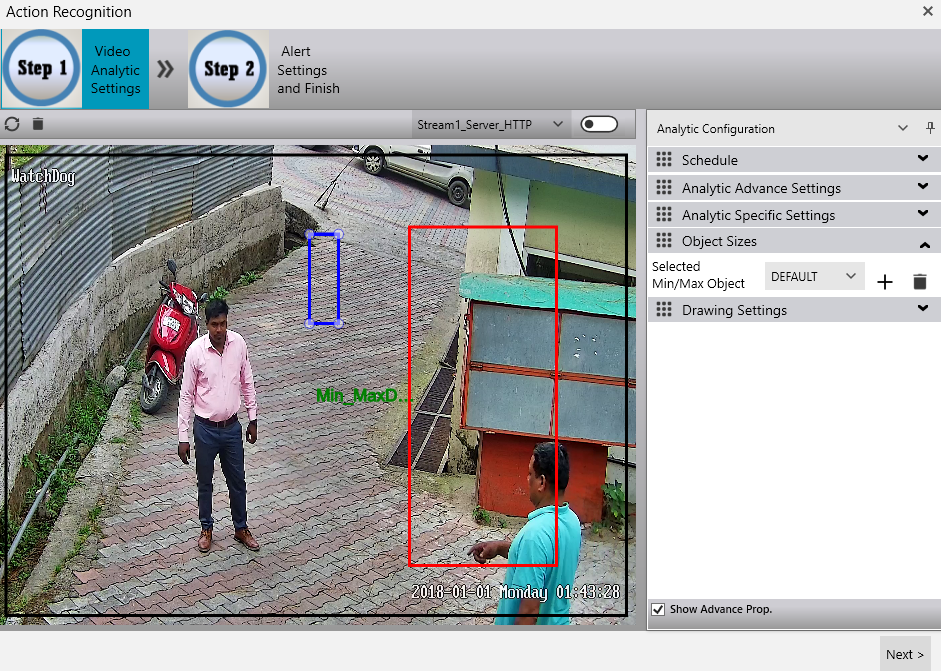 Action Recognition
Step 1
Video
Analytic
Settings
Step 2
Alert
Settings
and Finish
Stream1_Server_HTTP
Analytic Configuration
WatchDog
Schedule
Analytic Advance Settings
Analytic Specific Settings
Object Sizes
Selected
Min/Max Object
DEFAULT
Drawing Settings
Min_MaxD...
2018-01-01 Monday 01:43:28
Show Advance Prop.
Next >